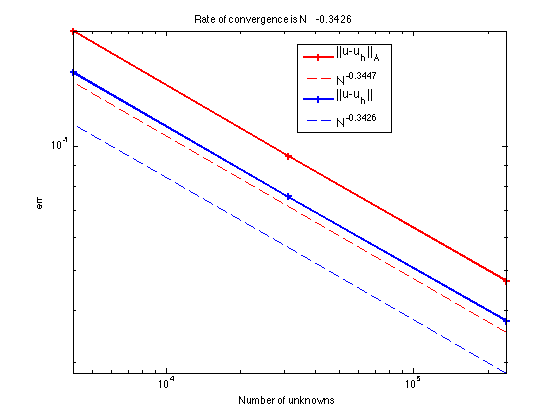 Rate of convergence is N -0.3426
||u-u_h||_A
N^-0.3447
||u-u_h||
N^-0.3426
10^-1
err
10^4
10^5
Number of unknowns